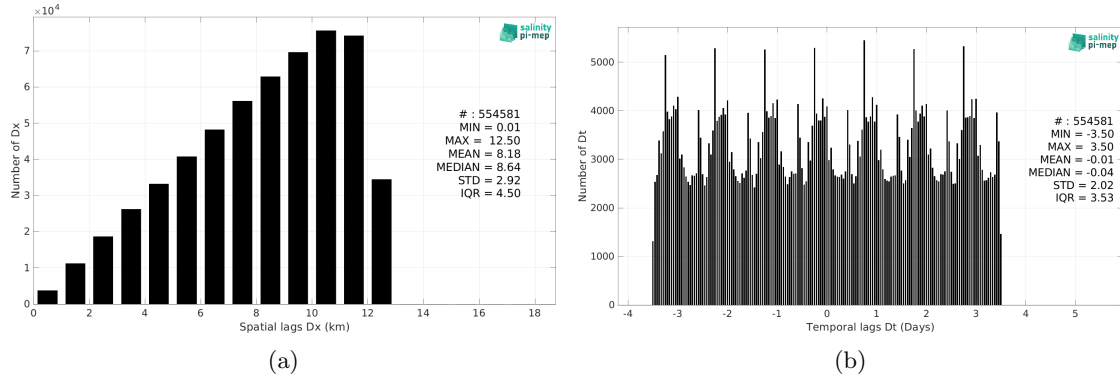 ×10^4
7
6
5
4
3
2
1
0
Number of Dx
0 2 4 6 8 10 12 14 16 18
Spatial lags Dx (km)
salinity
pi-mep
# : 554581
MIN = 0.01
MAX = 12.50
MEAN = 8.18
MEDIAN = 8.64
STD = 2.92
IQR = 4.50
(a)
5000
4000
3000
2000
1000
0
Number of Dt
-4 -3 -2 -1 0 1 2 3 4 5
Temporal lags Dt (Days)
salinity
pi-mep
# : 554581
MIN = -3.50
MAX = 3.50
MEAN = -0.01
MEDIAN = -0.04
STD = 2.02
IQR = 3.53
(b)